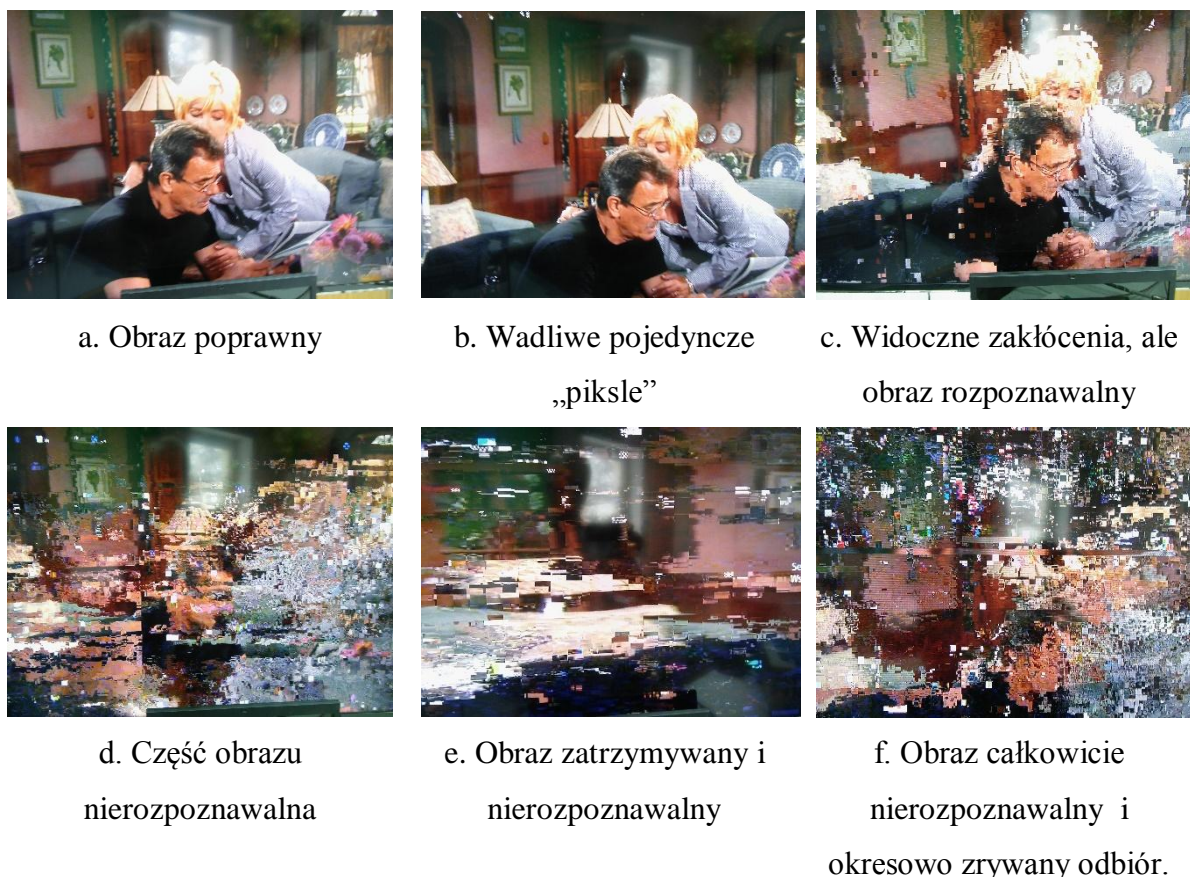 a. Obraz poprawny
b. Wadliwe pojedyncze
„piksle”
c. Widoczne zakłócenia, ale
obraz rozpoznawalny
d. Część obrazu
nierozpoznawalna
e. Obraz zatrzymywany i
nierozpoznawalny
f. Obraz całkowicie
nierozpoznawalny i
okresowo zrywany odbiór.